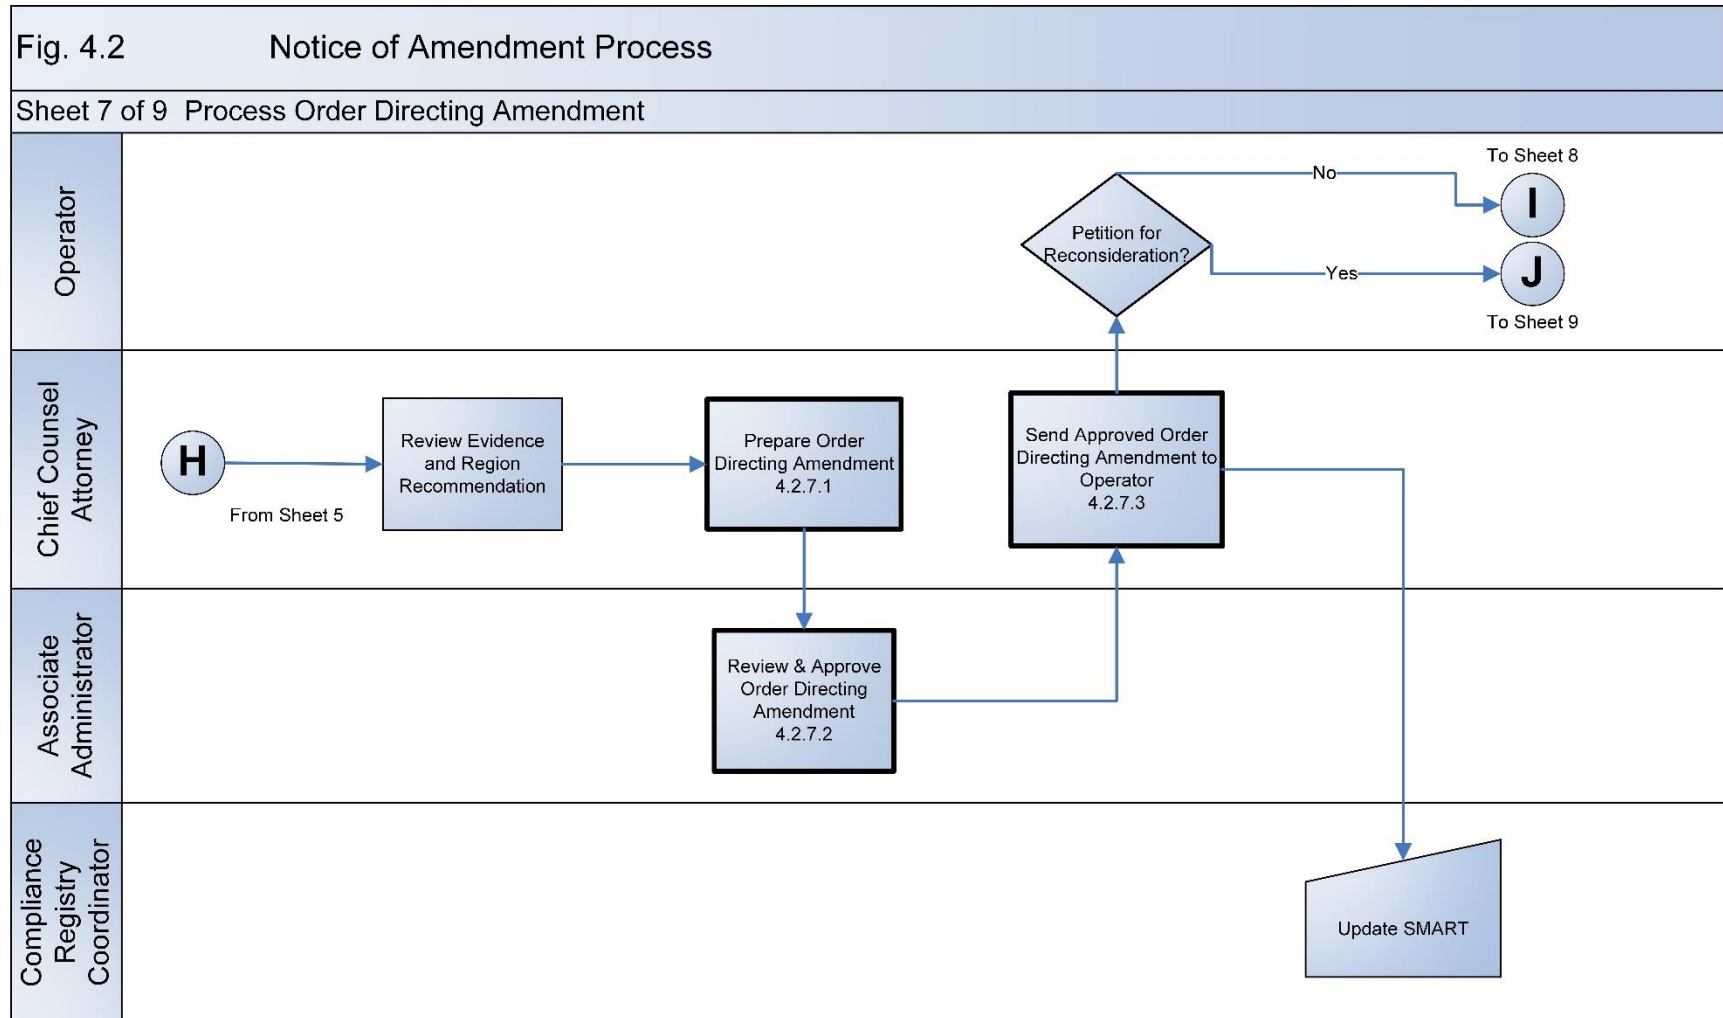 Fig. 4.2 Notice of Amendment Process
Sheet 7 of 9 Process Order Directing Amendment
Operator
Petition for
Reconsideration?
No
Yes
To Sheet 8
I
J
To Sheet 9
Chief Counsel
Attorney
H
From Sheet 5
Review Evidence
and Region
Recommendation
Prepare Order
Directing Amendment
4.2.7.1
Send Approved Order
Directing Amendment to
Operator
4.2.7.3
Associate
Administrator
Review & Approve
Order Directing
Amendment
4.2.7.2
Compliance
Registry
Coordinator
Update SMART